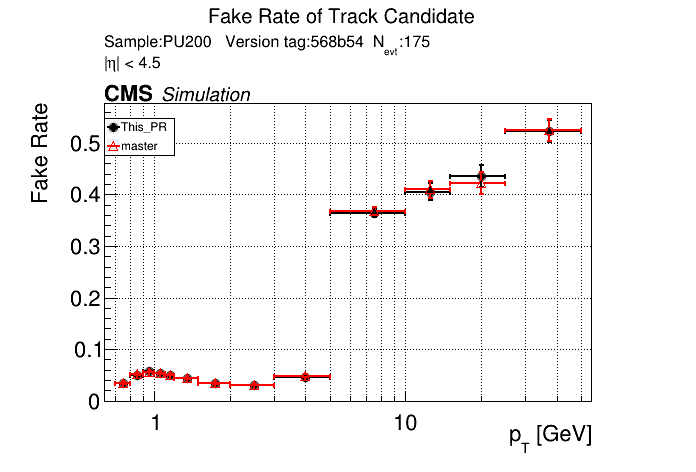 Fake Rate of Track Candidate
Sample:PU200 Version tag:568b54 N_evt:175
|η| < 4.5
CMS Simulation
This_PR
master
Fake Rate
0.5
0.4
0.3
0.2
0.1
0
1 10
p_T [GeV]